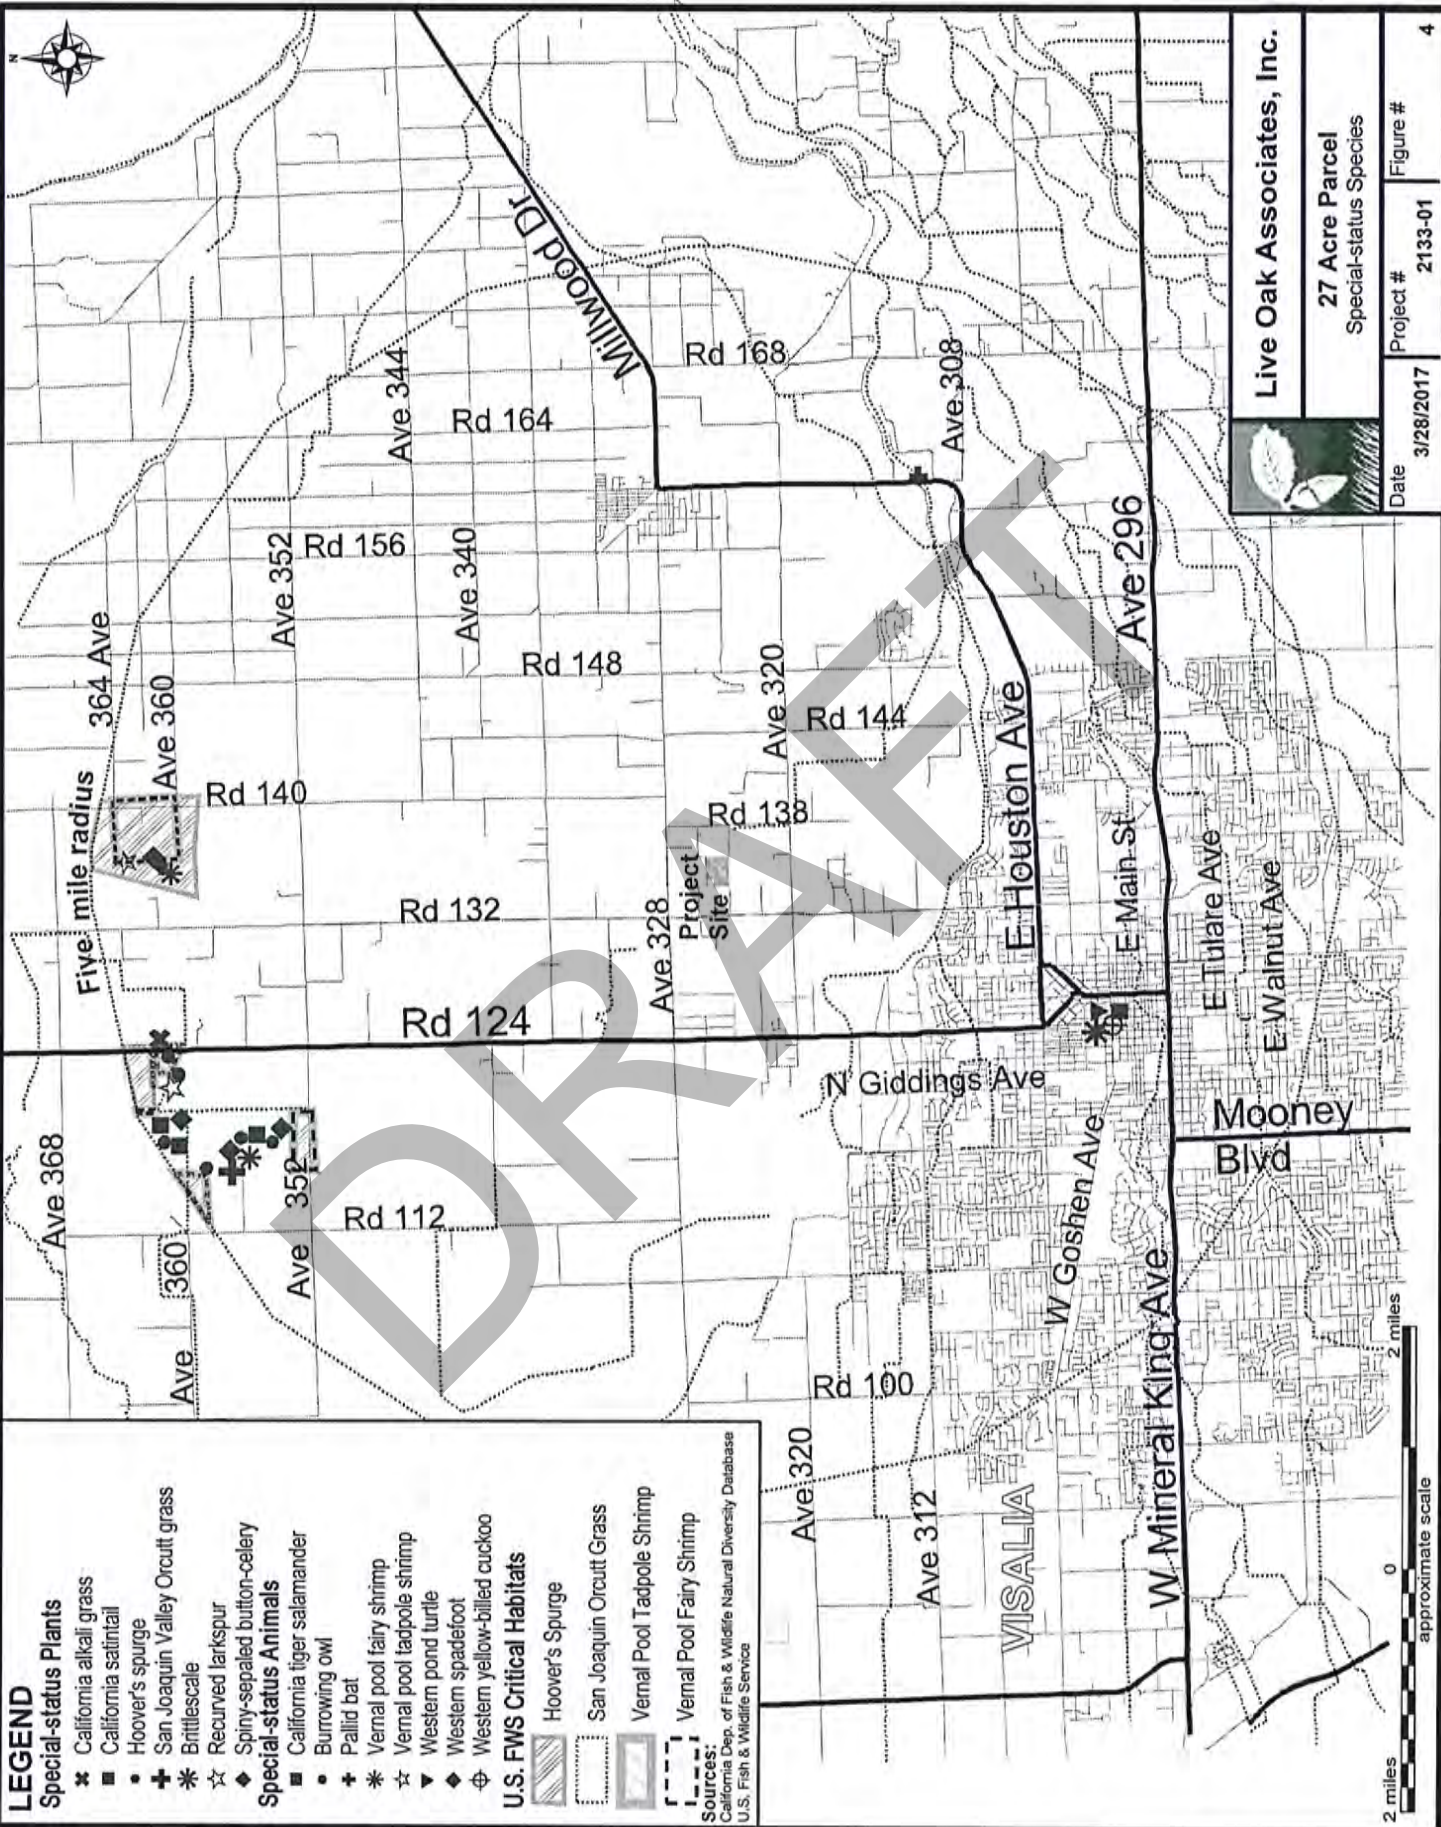 LEGEND
Special-status Plants
California alkali grass
California satintail
Hoover's spurge
San Joaquin Valley Orcutt grass
Brittlescale
Recurved larkspur
Spiny-sepaled button-celery
Special-status Animals
California tiger salamander
Burrowing owl
Pallid bat
Vernal pool fairy shrimp
Vernal pool tadpole shrimp
Western pond turtle
Western spadefoot
Western yellow-billed cuckoo
U.S. FWS Critical Habitats
Hoover's Spurge
San Joaquin Orcutt Grass
Vernal Pool Tadpole Shrimp
Vernal Pool Fairy Shrimp
Sources:
California Dep. of Fish & Wildlife Natural Diversity Database
U.S. Fish & Wildlife Service
N
Five mile radius
364 Ave
Ave 360
Ave 368
Ave 360
Ave 352
Ave 352
Ave 344
Ave 340
Rd 112
Rd 124
Rd 132
Rd 140
Rd 156
Rd 164
Rd 148
Millwood Dr
Rd 168
Ave 328
Project
Site
Rd 138
Rd 144
Ave 320
Ave 308
N Giddings Ave
E Houston Ave
E Main St
Ave 296
E Tulare Ave
E Walnut Ave
Mooney
Blvd
W Goshen Ave
W Mineral King Ave
Rd 100
Ave 320
Ave 312
VISALIA
DRAFT
2 miles
0
2 miles
approximate scale
Live Oak Associates, Inc.
27 Acre Parcel
Special-status Species
Date
3/28/2017
Project #
2133-01
Figure #
4